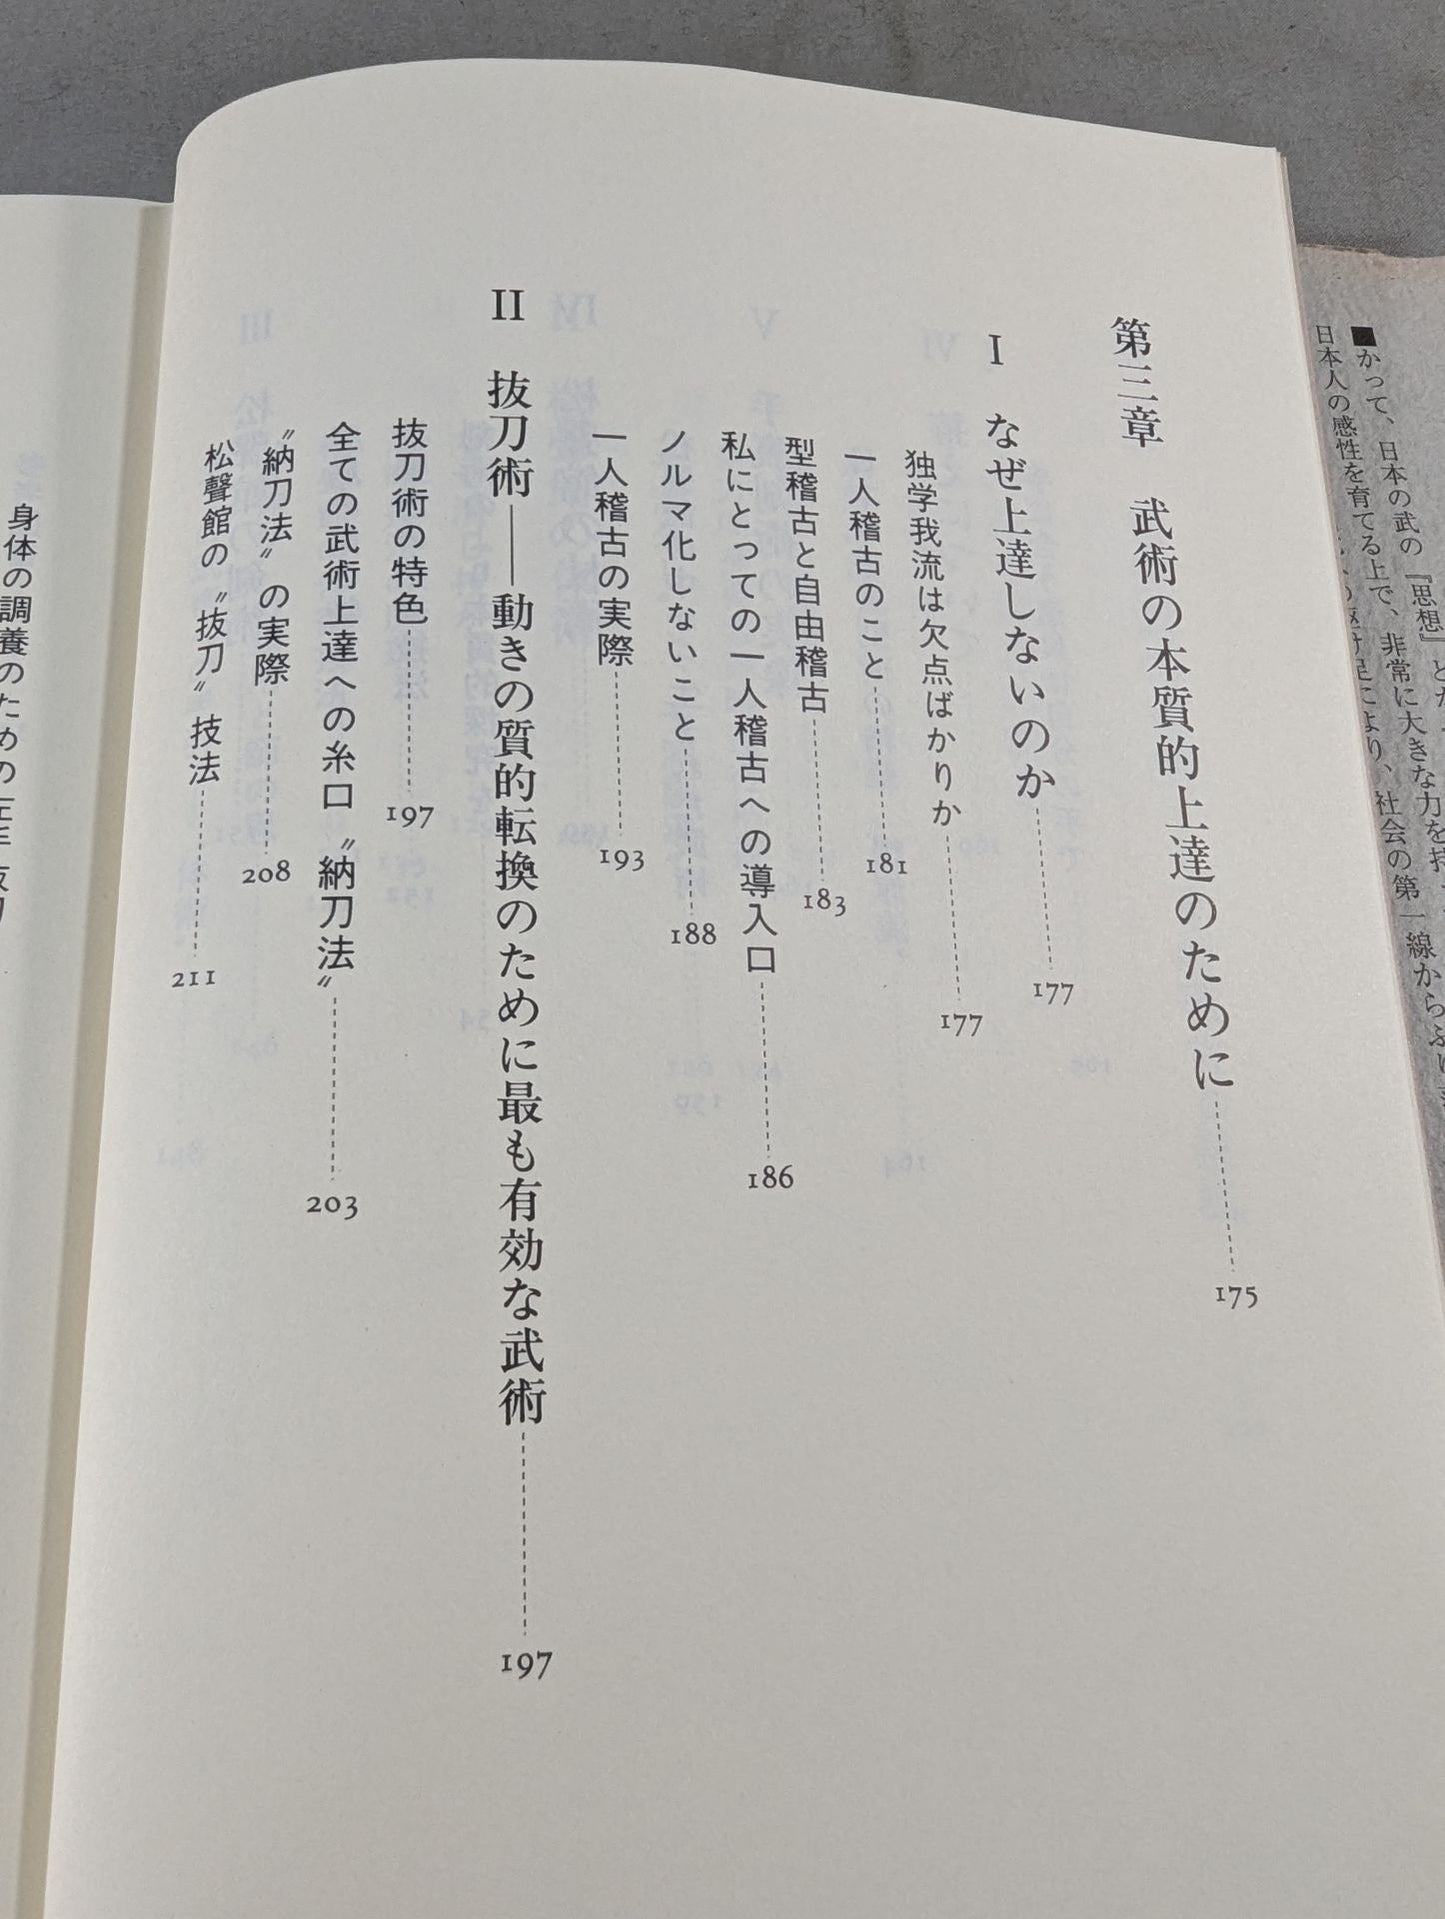 ■かつて、日本の武の『思想』とか
日本人の感性を育てる上で、非常に大きな力を持
より、社会の第一線から
第三章 武術の本質的上達のために 175
I なぜ上達しないのか 177
独学我流は欠点ばかりか 177
一人稽古のこと 181
型稽古と自由稽古 183
私にとっての一人稽古への導入口 186
ノルマ化しないこと 188
一人稽古の実際 193
II 抜刀術――動きの質的転換のために最も有効な武術 197
抜刀術の特色 197
全ての武術上達への糸口〝納刀法〟 203
〝納刀法〟の実際 208
松聲館の〝抜刀〟技法 211
身体の調養のための